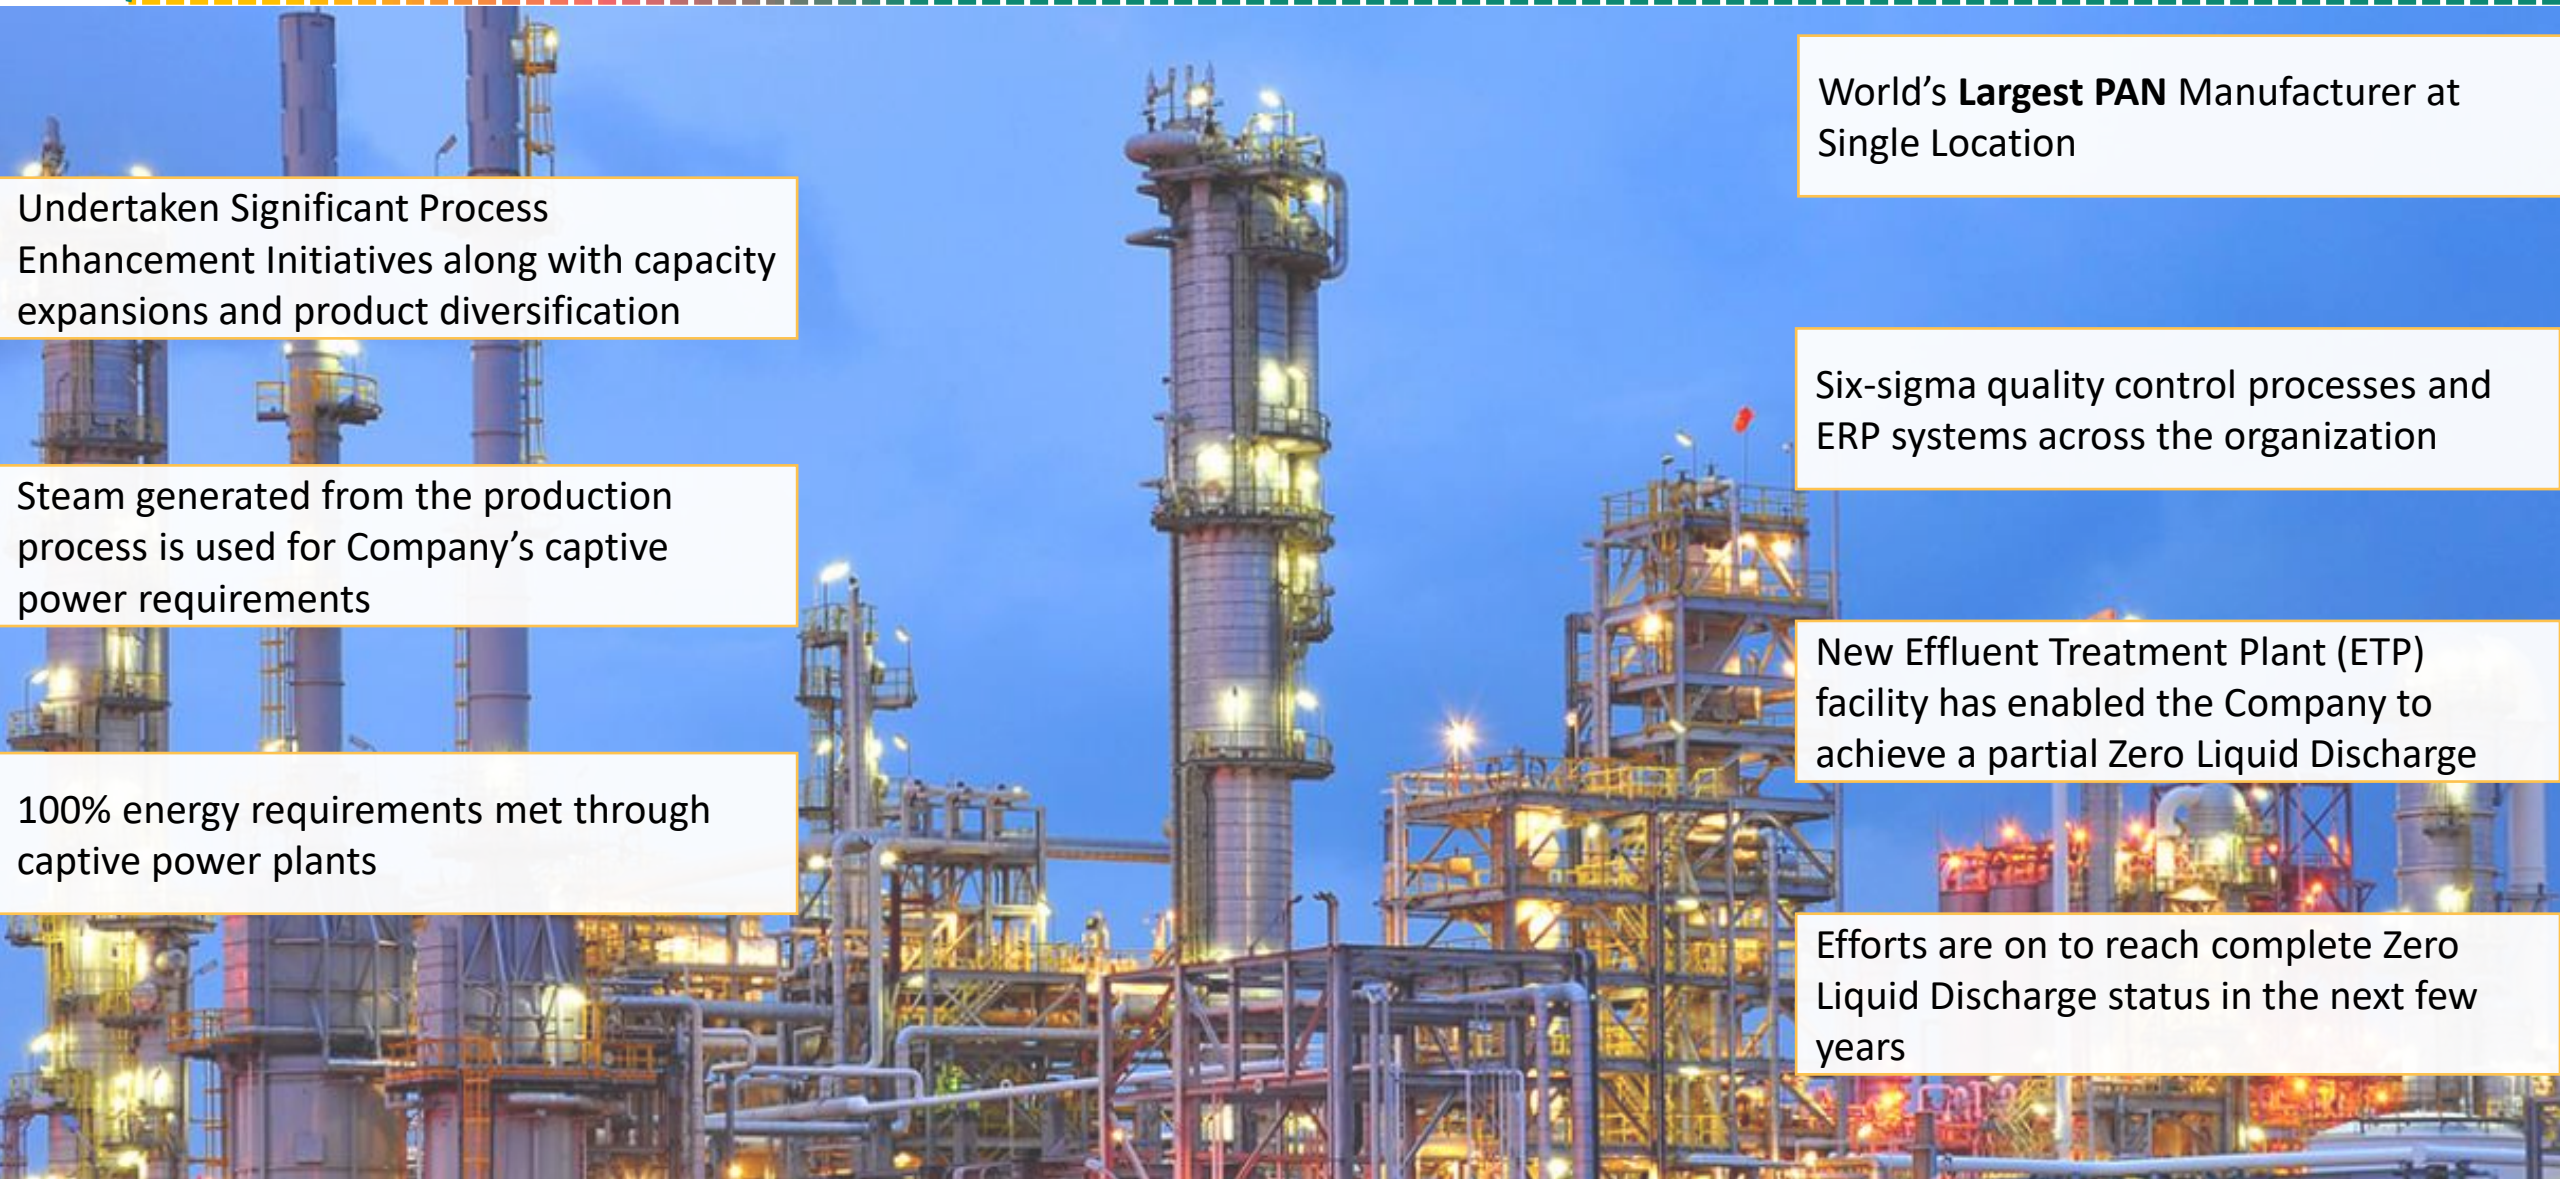 Undertaken Significant Process
Enhancement Initiatives along with capacity
expansions and product diversification
Steam generated from the production
process is used for Company’s captive
power requirements
100% energy requirements met through
captive power plants
World’s Largest PAN Manufacturer at
Single Location
Six-sigma quality control processes and
ERP systems across the organization
New Effluent Treatment Plant (ETP)
facility has enabled the Company to
achieve a partial Zero Liquid Discharge
Efforts are on to reach complete Zero
Liquid Discharge status in the next few
years